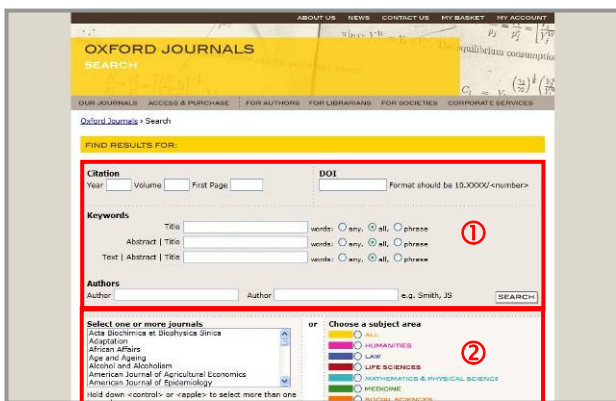 ABOUT US NEWS CONTACT US MY BASKET MY ACCOUNT
OXFORD JOURNALS
SEARCH
where
equilibrium consumption
OUR JOURNALS ACCESS & PURCHASE FOR AUTHORS FOR LIBRARIANS FOR SOCIETIES CORPORATE SERVICES
Oxford Journals > Search
FIND RESULTS FOR:
Citation DOI
Year Volume First Page Format should be 10.XXXX/<number>
Keywords
Title words: any, all, phrase
Abstract | Title words: any, all, phrase
Text | Abstract | Title words: any, all, phrase
①
Authors
Author Author e.g. Smith, JS SEARCH
Select one or more journals or Choose a subject area
Acta Biochimica et Biophysica Sinica ALL
Adaptation HUMANITIES
African Affairs LAW
Age and Ageing LIFE SCIENCES
Alcohol and Alcoholism MATHEMATICS & PHYSICAL SCIENCE
American Journal of Agricultural Economics MEDICINE
American Journal of Epidemiology SOCIAL SCIENCES
②
Hold down <control> or <apple> to select more than one